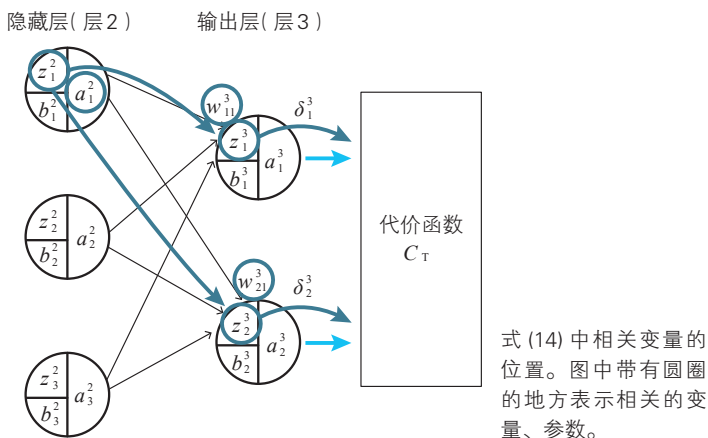 隐藏层(层2) 输出层(层3)
z²₁ a²₁ b²₁
w³₁₁ δ³₁
z³₁ a³₁ b³₁
代价函数
C_T
z²₂ a²₂ b²₂
w³₂₁ δ³₂
z³₂ a³₂ b³₂
z²₃ a²₃ b²₃
式(14)中相关变量的
位置。图中带有圆圈
的地方表示相关的变
量、参数。